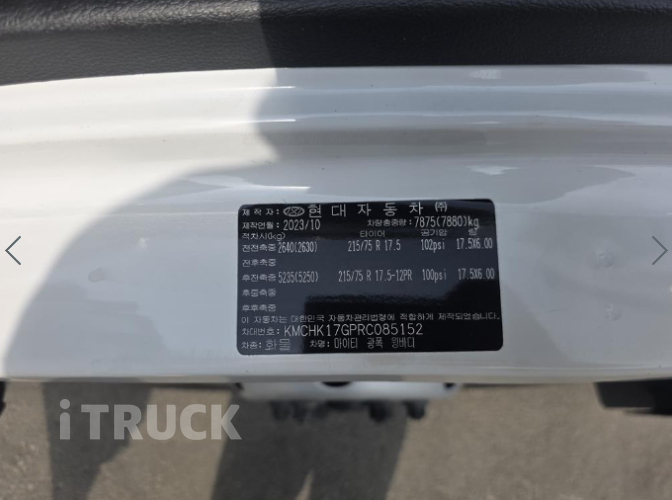 제 작 자: 현 대 자 동 차 ㈜
제작연월: 2023/10 차량총중량: 7875(7880)kg
적차시(kg) 타이어 공기압 륜
전전축중 2640(2630) 215/75 R 17.5 102psi 17.5X6.00
전후축중
후전축중 5235(5250) 215/75 R 17.5-12PR 100psi 17.5X6.00
후중축중
후후축중
이 자동차는 대한민국 자동차관리법령에 적합하게 제작되었음.
차대번호: KMCHK17GPRC085152
차종: 화물 차명: 마이티 광폭 윙바디
iTRUCK